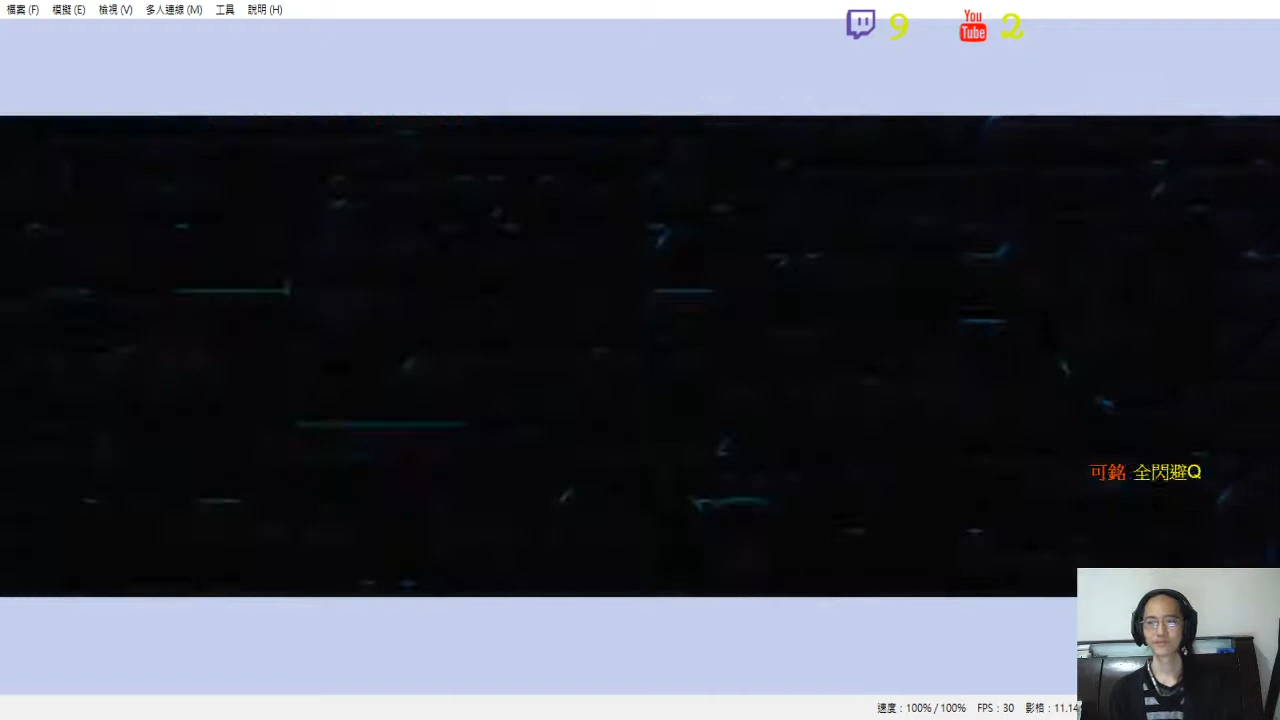 檔案 (F) 模擬 (E) 檢視 (V) 多人連線 (M) 工具 說明 (H)
9
You Tube 2
可銘 全閃避Q
速度：100% / 100% FPS：30 影格：11.14